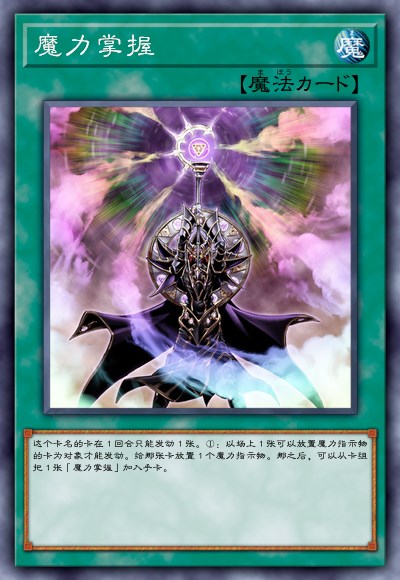 魔力掌握
魔
【魔法カード】
ま ほう
这个卡名的卡在１回合只能发动１张。①：以场上１张可以放置魔力指示物
的卡为对象才能发动。给那张卡放置１个魔力指示物。那之后，可以从卡组
把１张「魔力掌握」加入手卡。